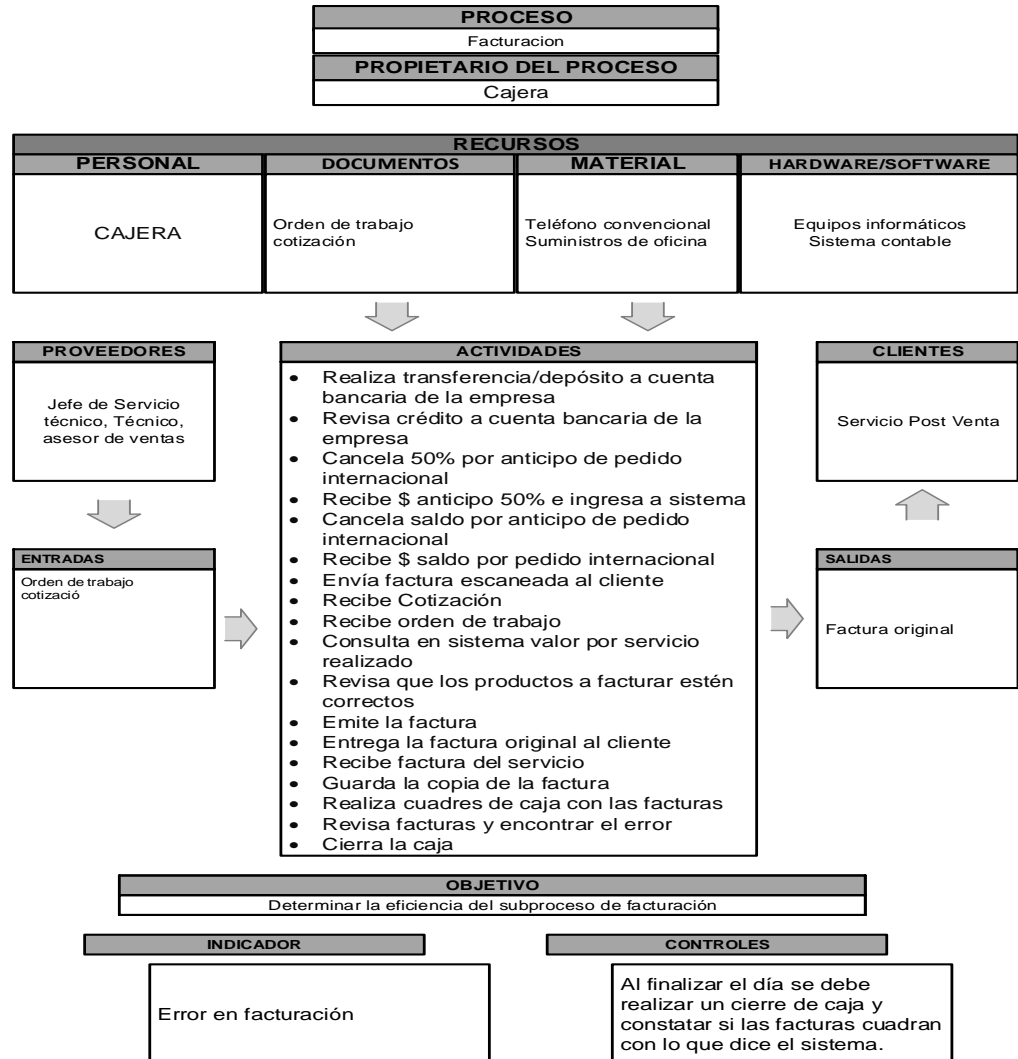 PROCESO
Facturacion
PROPIETARIO DEL PROCESO
Cajera
RECURSOS
PERSONAL
DOCUMENTOS
MATERIAL
HARDWARE/SOFTWARE
CAJERA
Orden de trabajo
cotización
Teléfono convencional
Suministros de oficina
Equipos informáticos
Sistema contable
PROVEEDORES
Jefe de Servicio
técnico, Técnico,
asesor de ventas
ENTRADAS
Orden de trabajo
cotizació
ACTIVIDADES
• Realiza transferencia/depósito a cuenta
bancaria de la empresa
• Revisa crédito a cuenta bancaria de la
empresa
• Cancela 50% por anticipo de pedido
internacional
• Recibe $ anticipo 50% e ingresa a sistema
• Cancela saldo por anticipo de pedido
internacional
• Recibe $ saldo por pedido internacional
• Envía factura escaneada al cliente
• Recibe Cotización
• Recibe orden de trabajo
• Consulta en sistema valor por servicio
realizado
• Revisa que los productos a facturar estén
correctos
• Emite la factura
• Entrega la factura original al cliente
• Recibe factura del servicio
• Guarda la copia de la factura
• Realiza cuadres de caja con las facturas
• Revisa facturas y encontrar el error
• Cierra la caja
CLIENTES
Servicio Post Venta
SALIDAS
Factura original
OBJETIVO
Determinar la eficiencia del subproceso de facturación
INDICADOR
Error en facturación
CONTROLES
Al finalizar el día se debe
realizar un cierre de caja y
constatar si las facturas cuadran
con lo que dice el sistema.